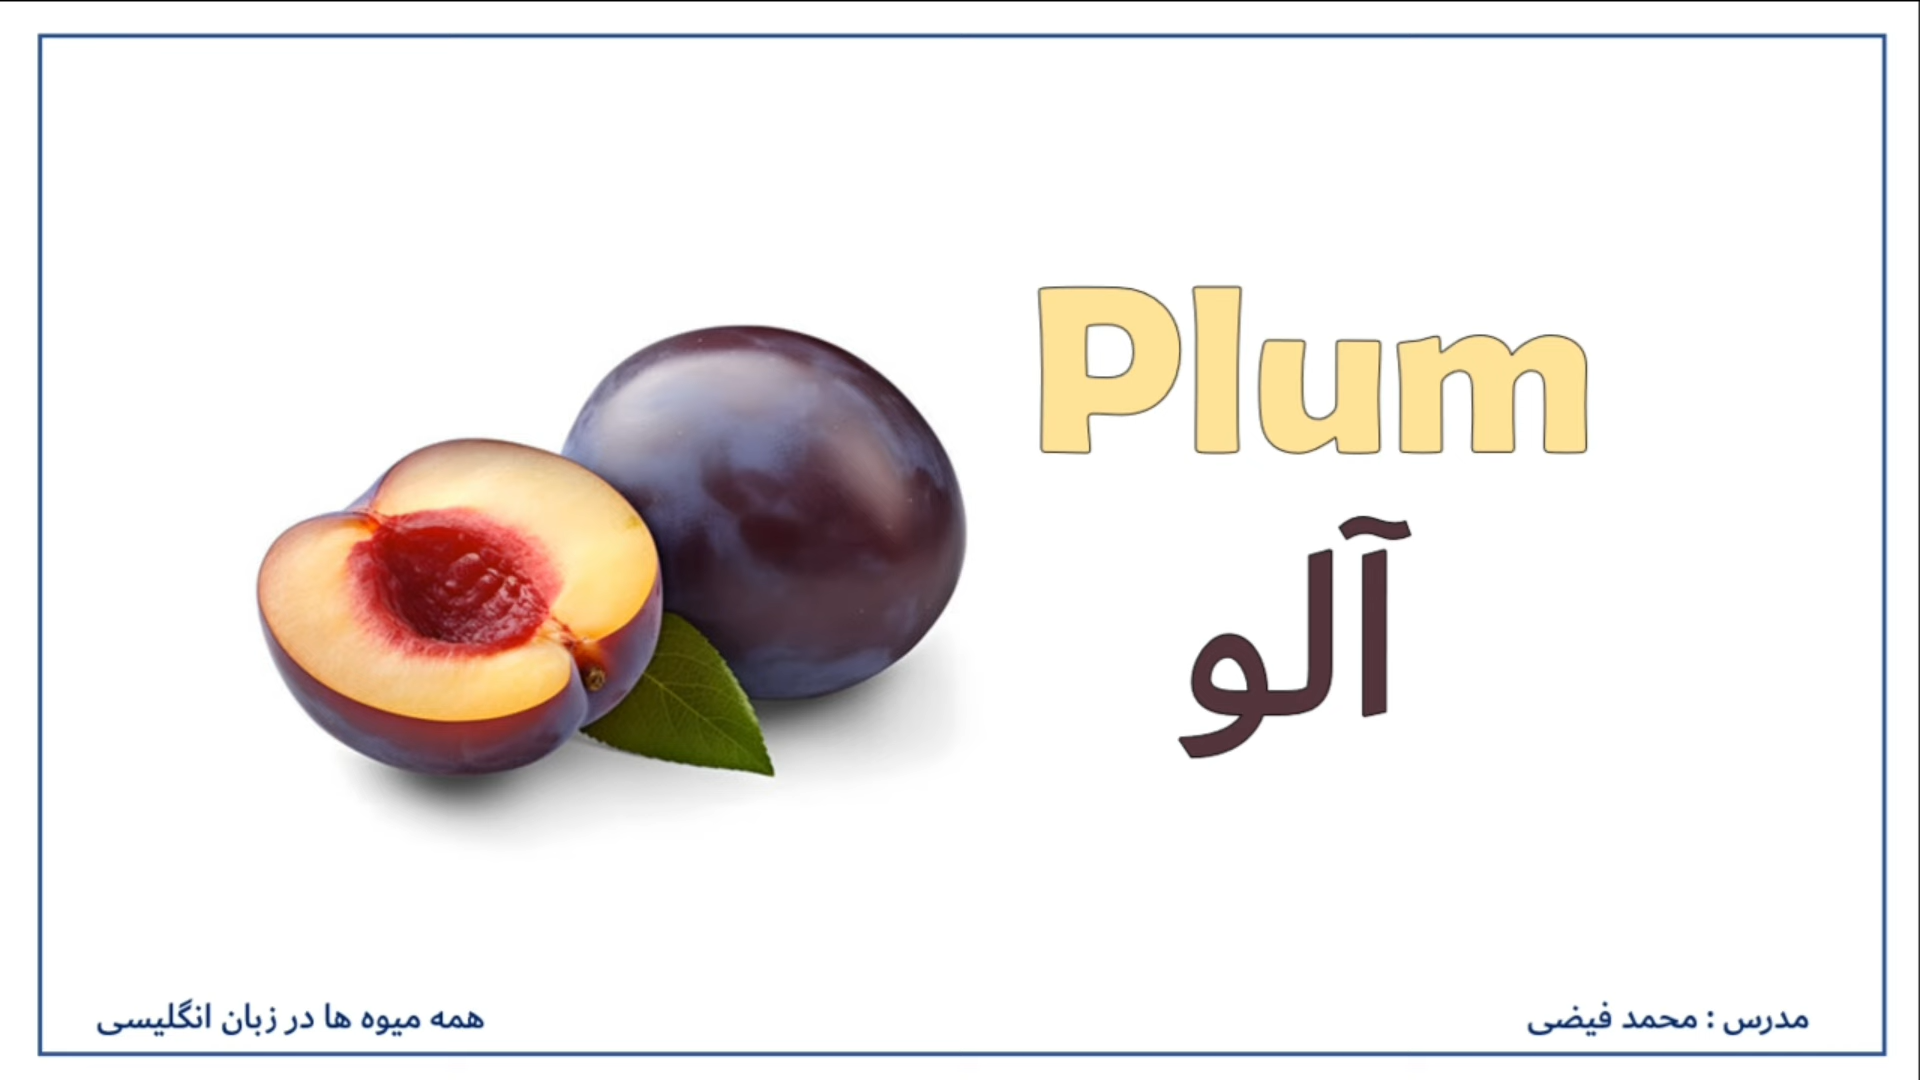 Plum
آلو
مدرس : محمد فیضی
همه میوه ها در زبان انگلیسی